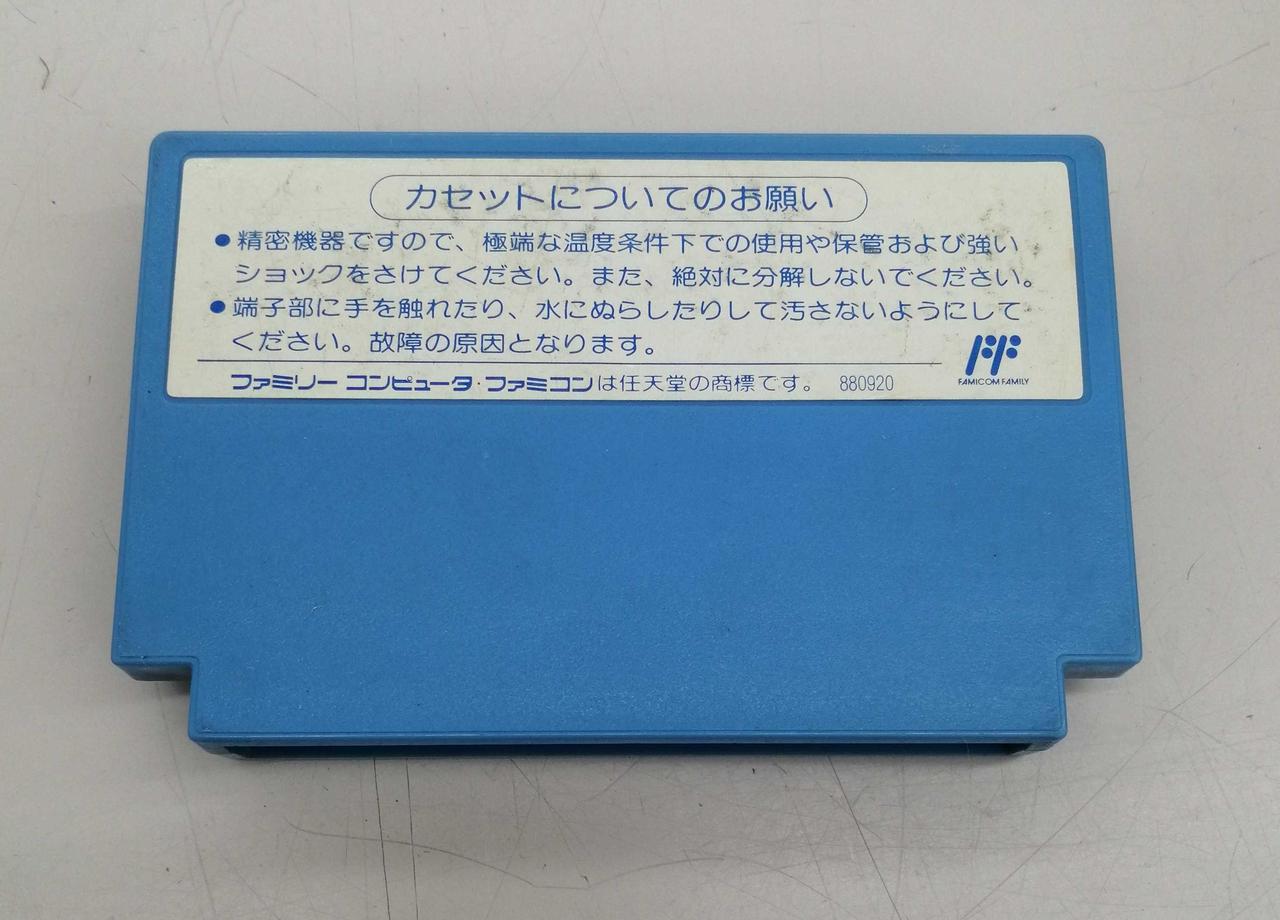 カセットについてのお願い
●精密機器ですので、極端な温度条件下での使用や保管および強い
ショックをさけてください。また、絶対に分解しないでください。
●端子部に手を触れたり、水にぬらしたりして汚さないようにして
ください。故障の原因となります。
ファミリー コンピュータ・ファミコンは任天堂の商標です。 880920
FF
FAMICOM FAMILY